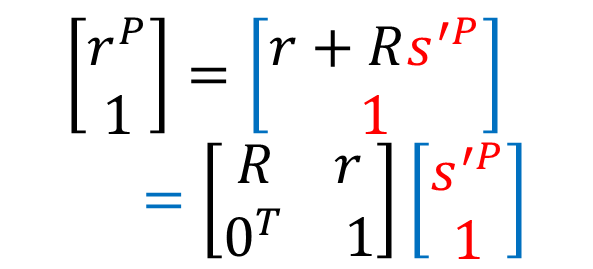 [r^P 1] = [r + Rs'^P 1]
= [R r 0^T 1] [s'^P 1]